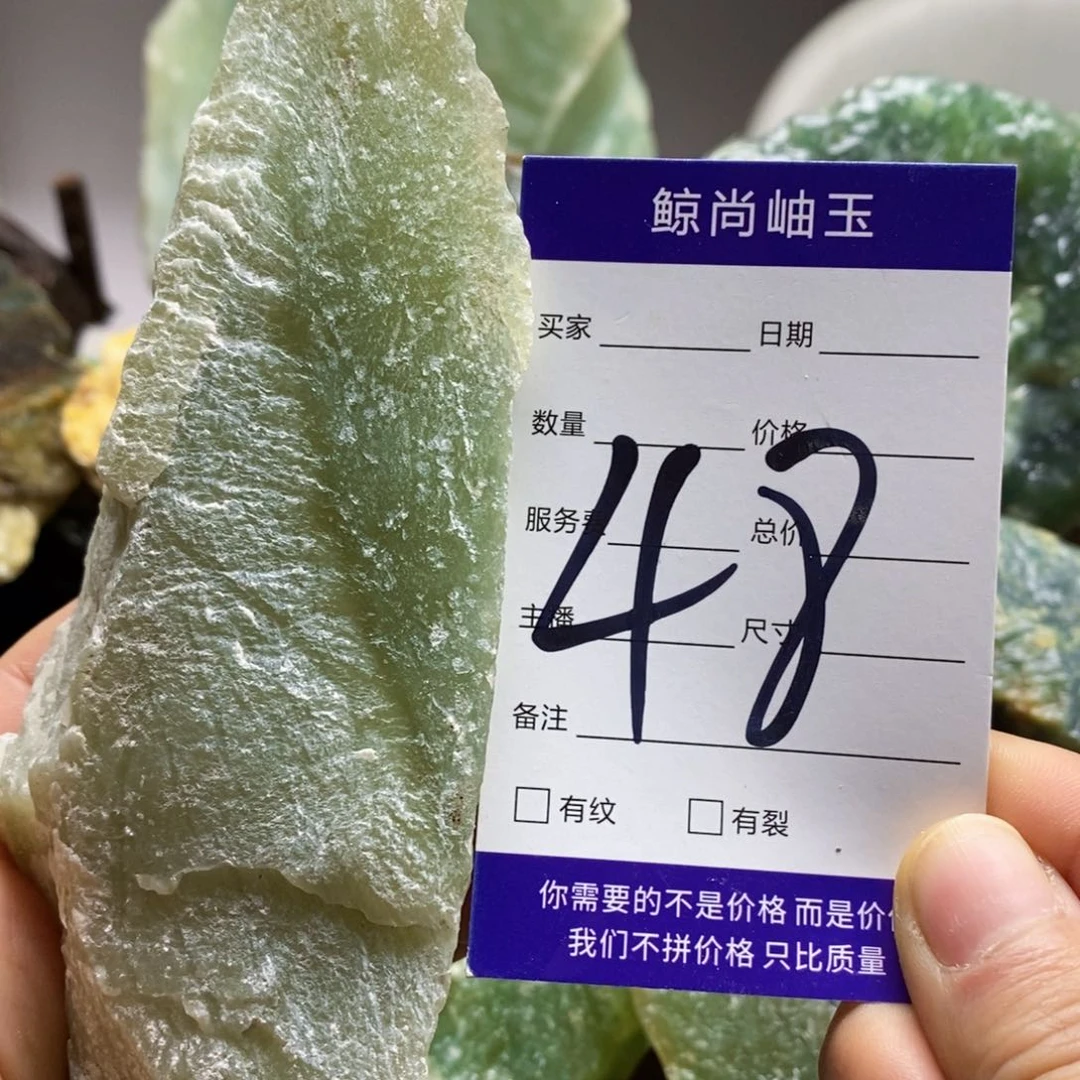 鲸尚岫玉
买家 日期
数量 价格
服务
总价
主播 尺寸
48
备注
有纹 有裂
你需要的不是价格 而是价
我们不拼价格 只比质量